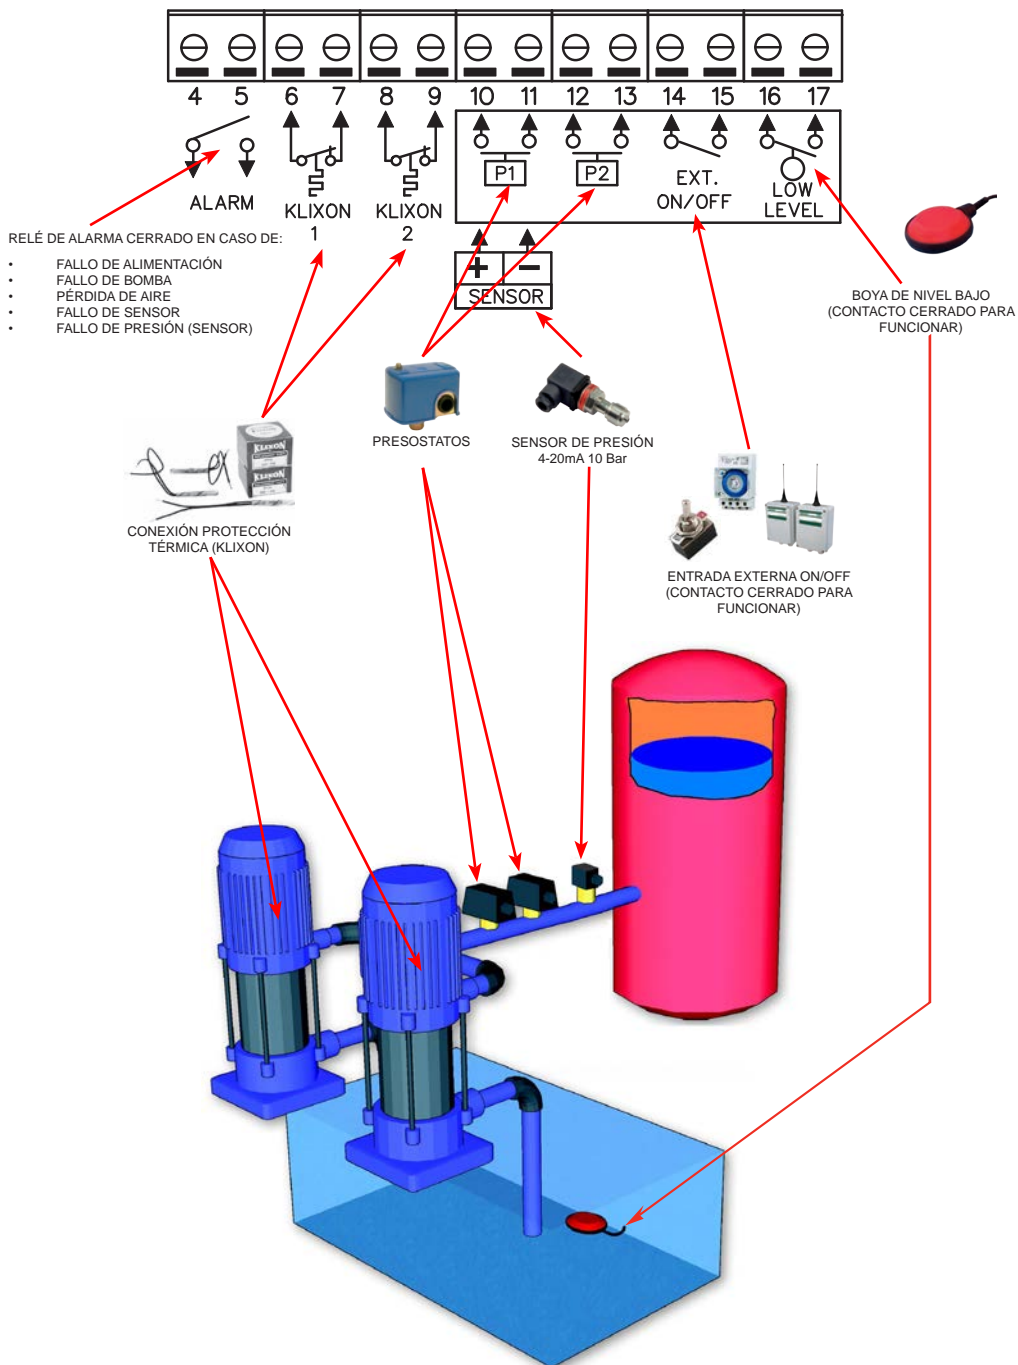 4 5 6 7 8 9 10 11 12 13 14 15 16 17
ALARM
KLIXON
1
KLIXON
2
P1
P2
EXT.
ON/OFF
LOW
LEVEL
+ −
SENSOR
RELÉ DE ALARMA CERRADO EN CASO DE:
• FALLO DE ALIMENTACIÓN
• FALLO DE BOMBA
• PÉRDIDA DE AIRE
• FALLO DE SENSOR
• FALLO DE PRESIÓN (SENSOR)
BOYA DE NIVEL BAJO
(CONTACTO CERRADO PARA
FUNCIONAR)
PRESOSTATOS
SENSOR DE PRESIÓN
4-20mA 10 Bar
KLIXON
CONEXIÓN PROTECCIÓN
TÉRMICA (KLIXON)
ENTRADA EXTERNA ON/OFF
(CONTACTO CERRADO PARA
FUNCIONAR)